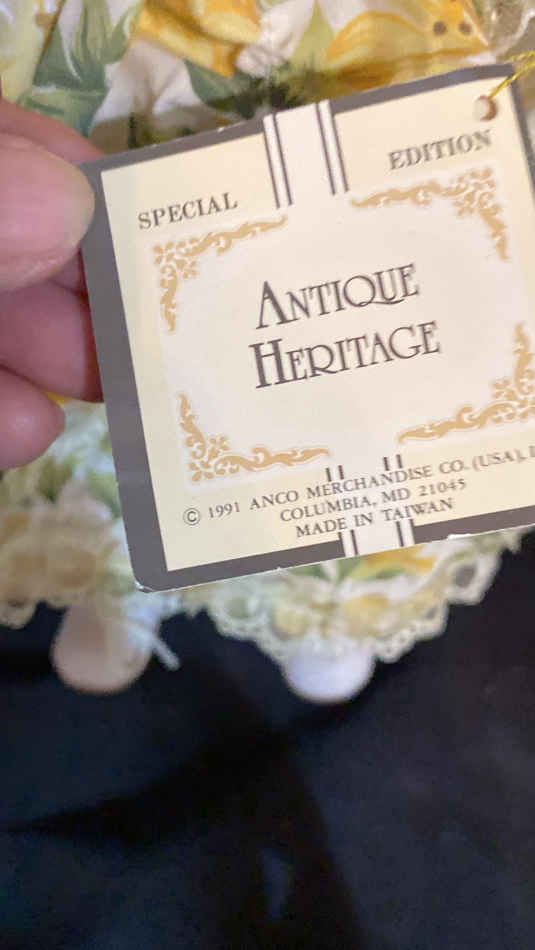 SPECIAL EDITION
ANTIQUE
HERITAGE
© 1991 ANCO MERCHANDISE CO. (USA),
COLUMBIA, MD 21045
MADE IN TAIWAN